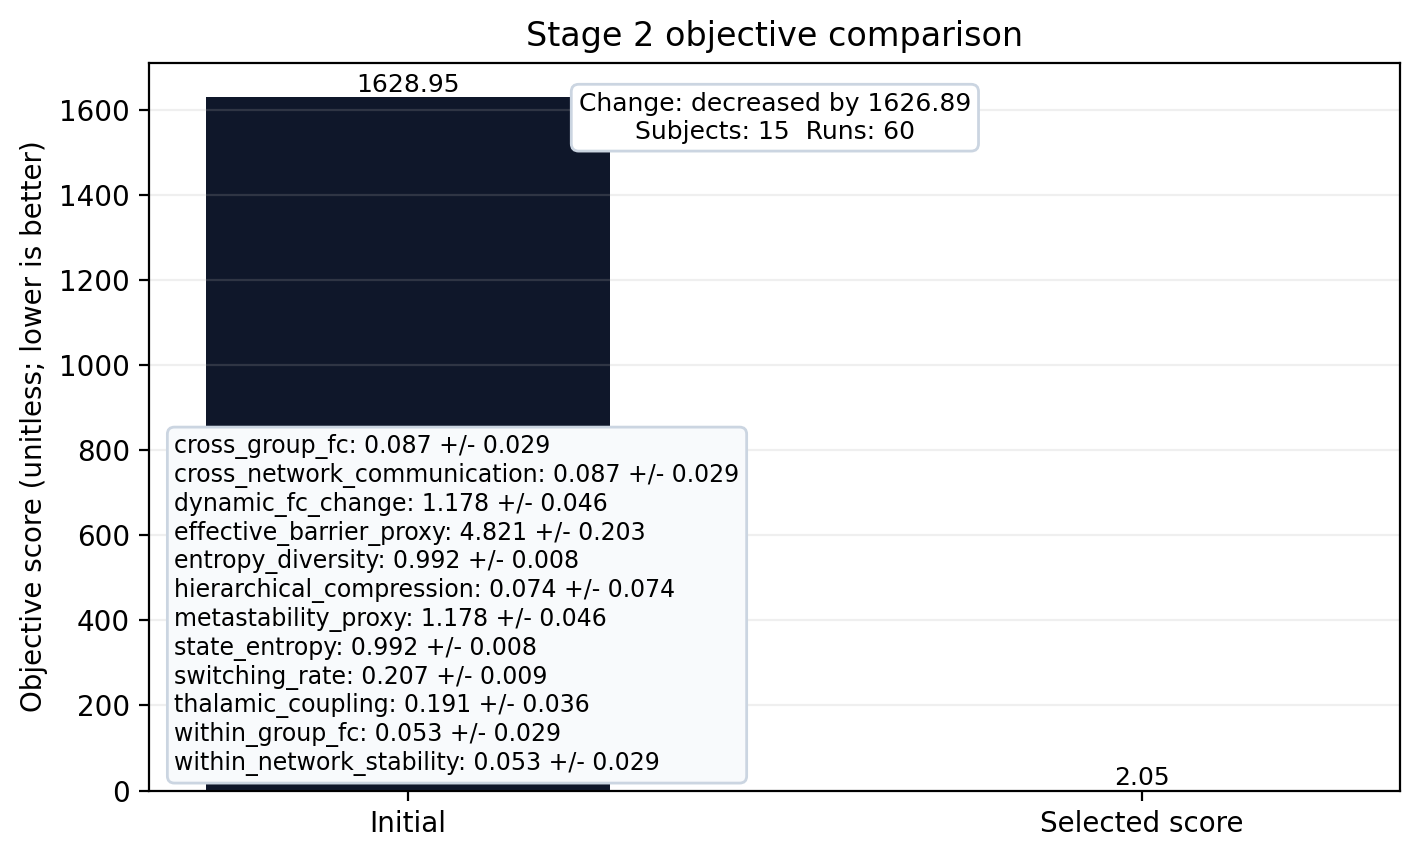 Stage 2 objective comparison
1628.95
Change: decreased by 1626.89
Subjects: 15  Runs: 60
Objective score (unitless; lower is better)
1600
1400
1200
1000
800
600
400
200
0
cross_group_fc: 0.087 +/- 0.029
cross_network_communication: 0.087 +/- 0.029
dynamic_fc_change: 1.178 +/- 0.046
effective_barrier_proxy: 4.821 +/- 0.203
entropy_diversity: 0.992 +/- 0.008
hierarchical_compression: 0.074 +/- 0.074
metastability_proxy: 1.178 +/- 0.046
state_entropy: 0.992 +/- 0.008
switching_rate: 0.207 +/- 0.009
thalamic_coupling: 0.191 +/- 0.036
within_group_fc: 0.053 +/- 0.029
within_network_stability: 0.053 +/- 0.029
2.05
Initial
Selected score